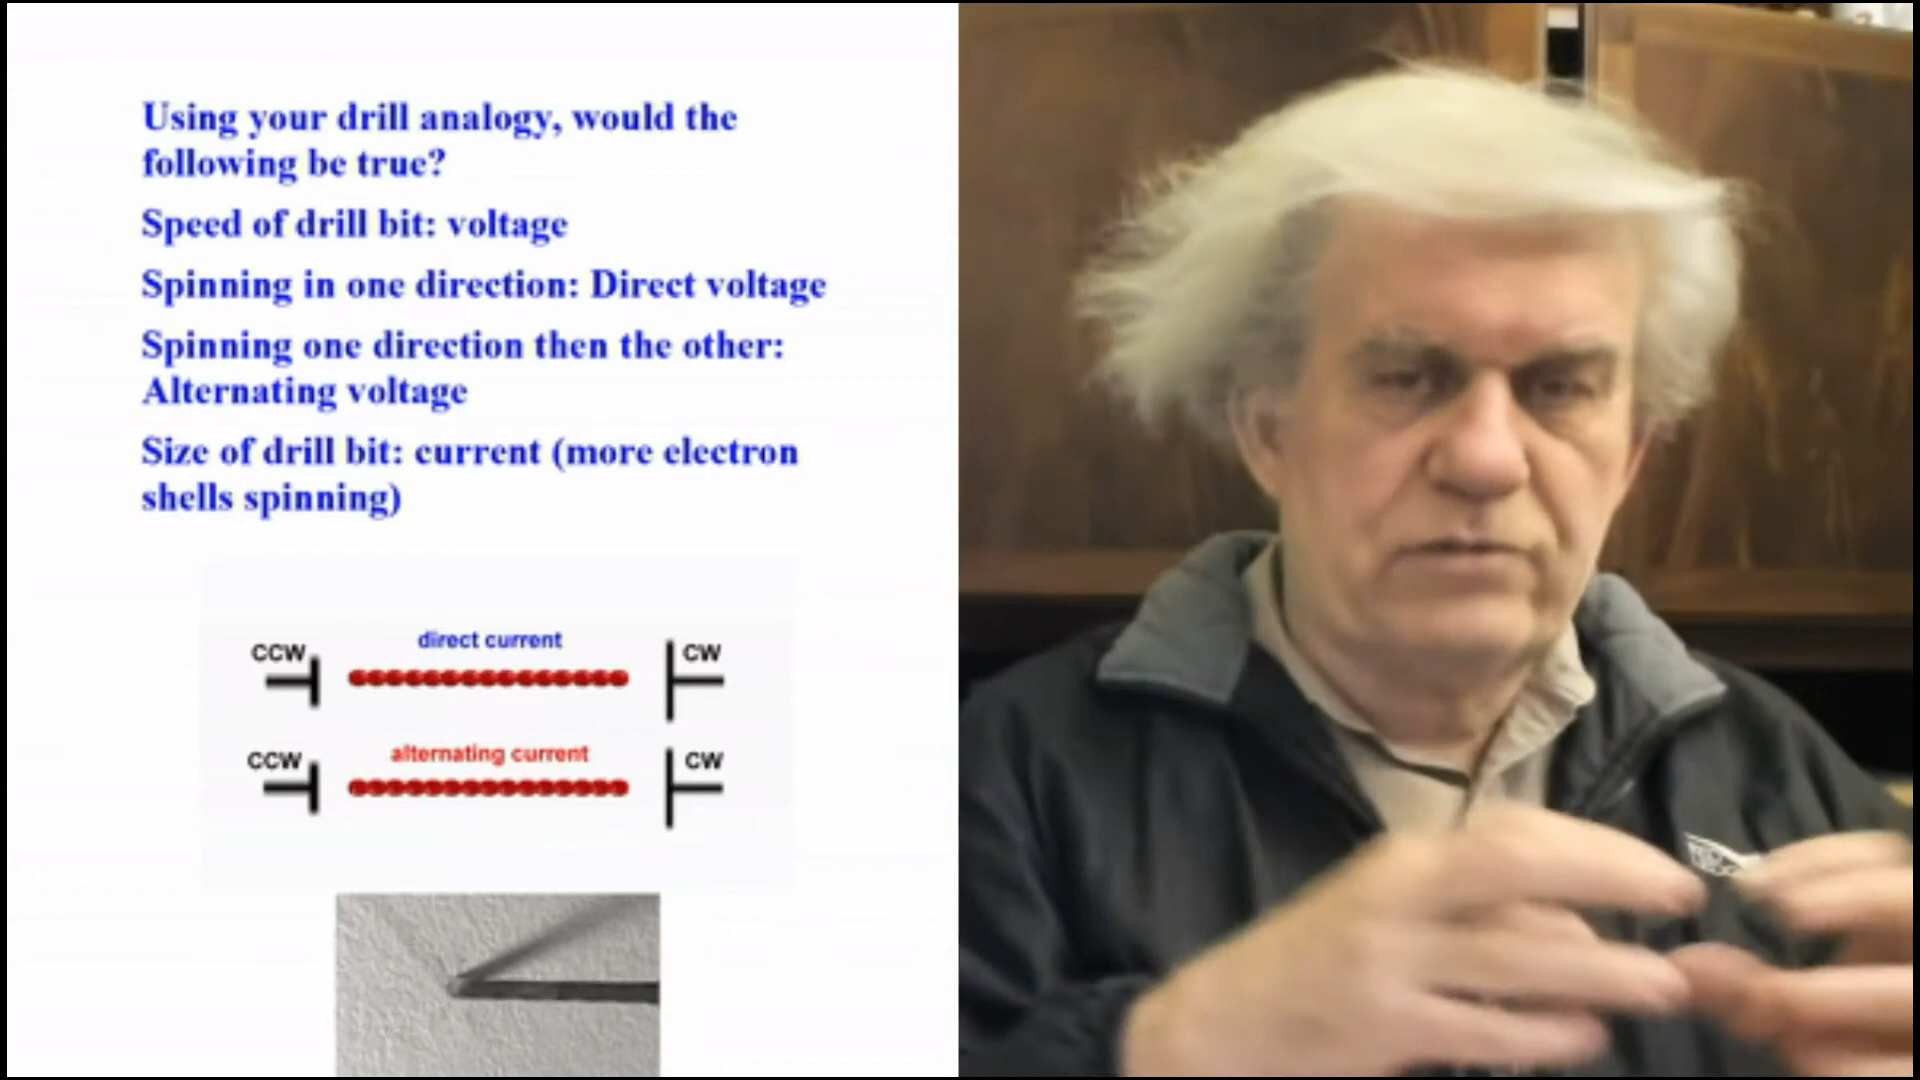 Using your drill analogy, would the
following be true?
Speed of drill bit: voltage
Spinning in one direction: Direct voltage
Spinning one direction then the other:
Alternating voltage
Size of drill bit: current (more electron
shells spinning)
direct current
CCW CW
alternating current
CCW CW